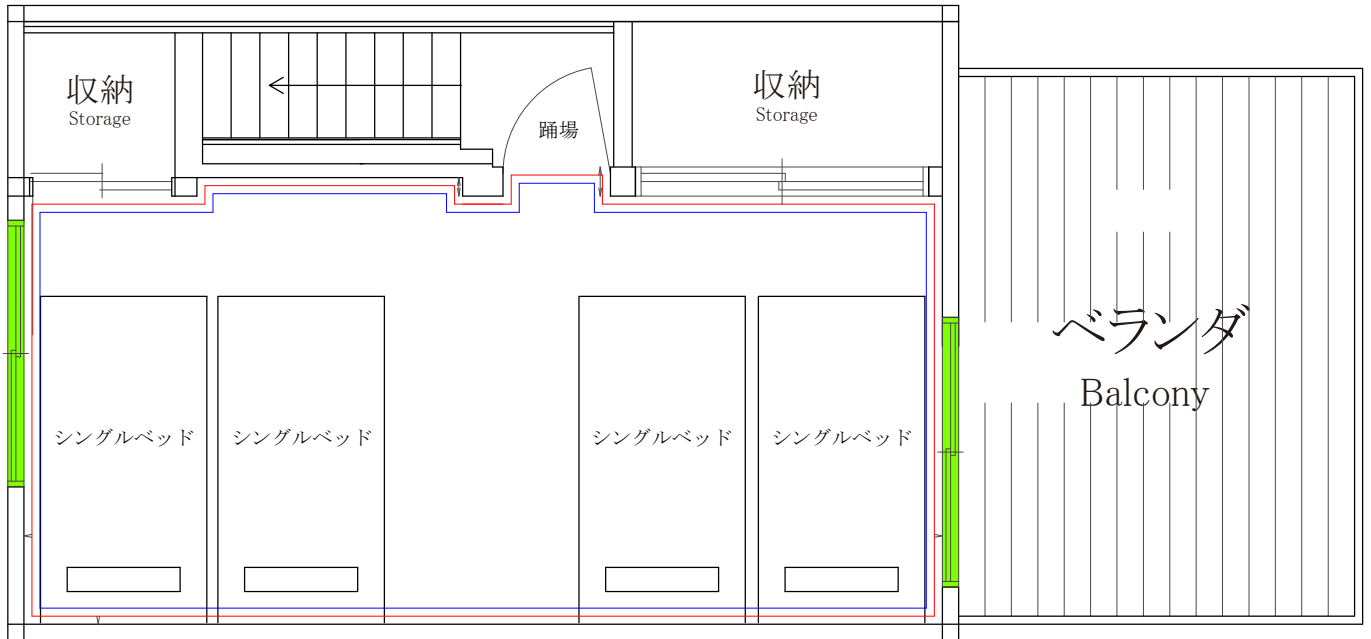 収納
Storage
収納
Storage
踊場
ベランダ
Balcony
シングルベッド
シングルベッド
シングルベッド
シングルベッド